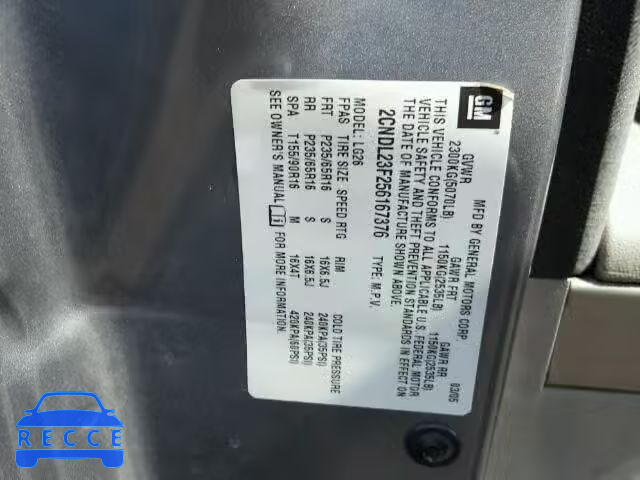 GM
MFD BY GENERAL MOTORS CORP. 03/05
GVWR GAWR FRT GAWR RR
2300KG(5070LB) 1150KG(2535LB) 1150KG(2535LB)
THIS VEHICLE CONFORMS TO ALL APPLICABLE U.S. FEDERAL MOTOR
VEHICLE SAFETY AND THEFT PREVENTION STANDARDS IN EFFECT ON
THE DATE OF MANUFACTURE SHOWN ABOVE.
2CNDL23F256167376 TYPE: M.P.V.
MODEL: LG26
FPAS TIRE SIZE SPEED RTG RIM COLD TIRE PRESSURE
FRT P235/65R16 S 16X6.5J 240KPA(35PSI)
RR P235/65R16 S 16X6.5J 240KPA(35PSI)
SPA T155/90R16 M 16X4T 420KPA(60PSI)
SEE OWNER'S MANUAL FOR MORE INFORMATION.
RECCE